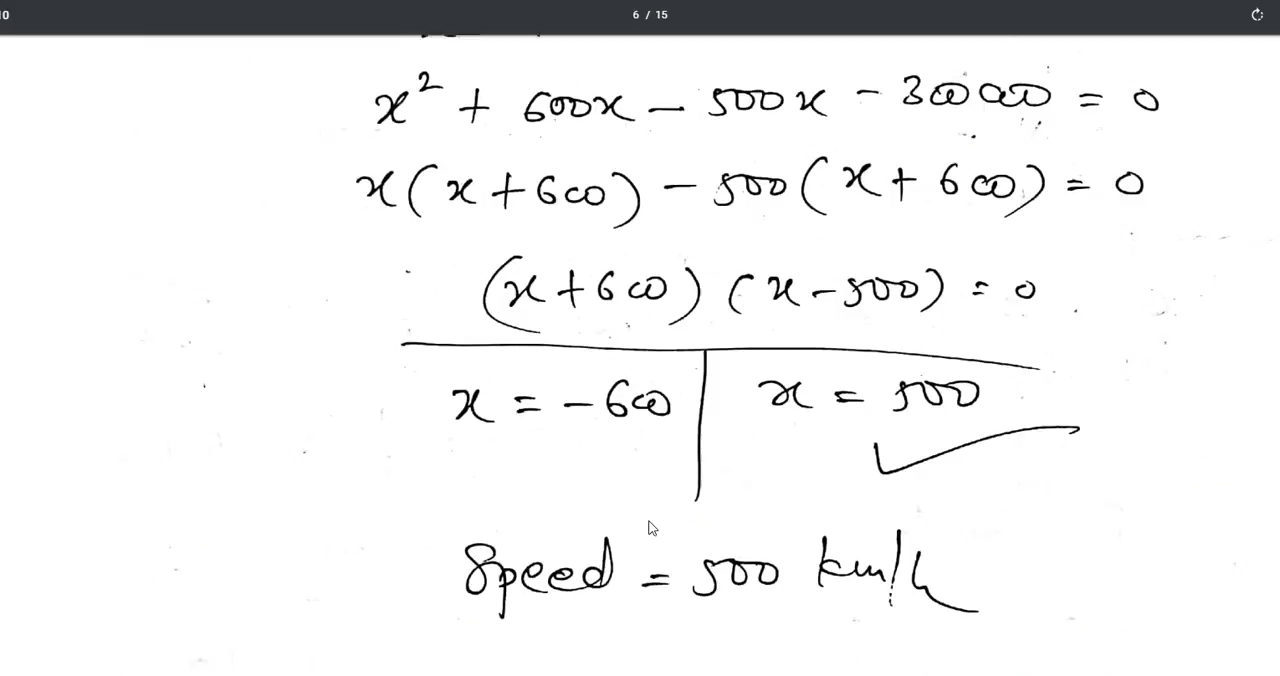 10
6 / 15
x² + 600x - 500x - 300000 = 0
x(x+600) - 500(x+600) = 0
(x+600) (x-500) = 0
x = -600 | x = 500
Speed = 500 km/h